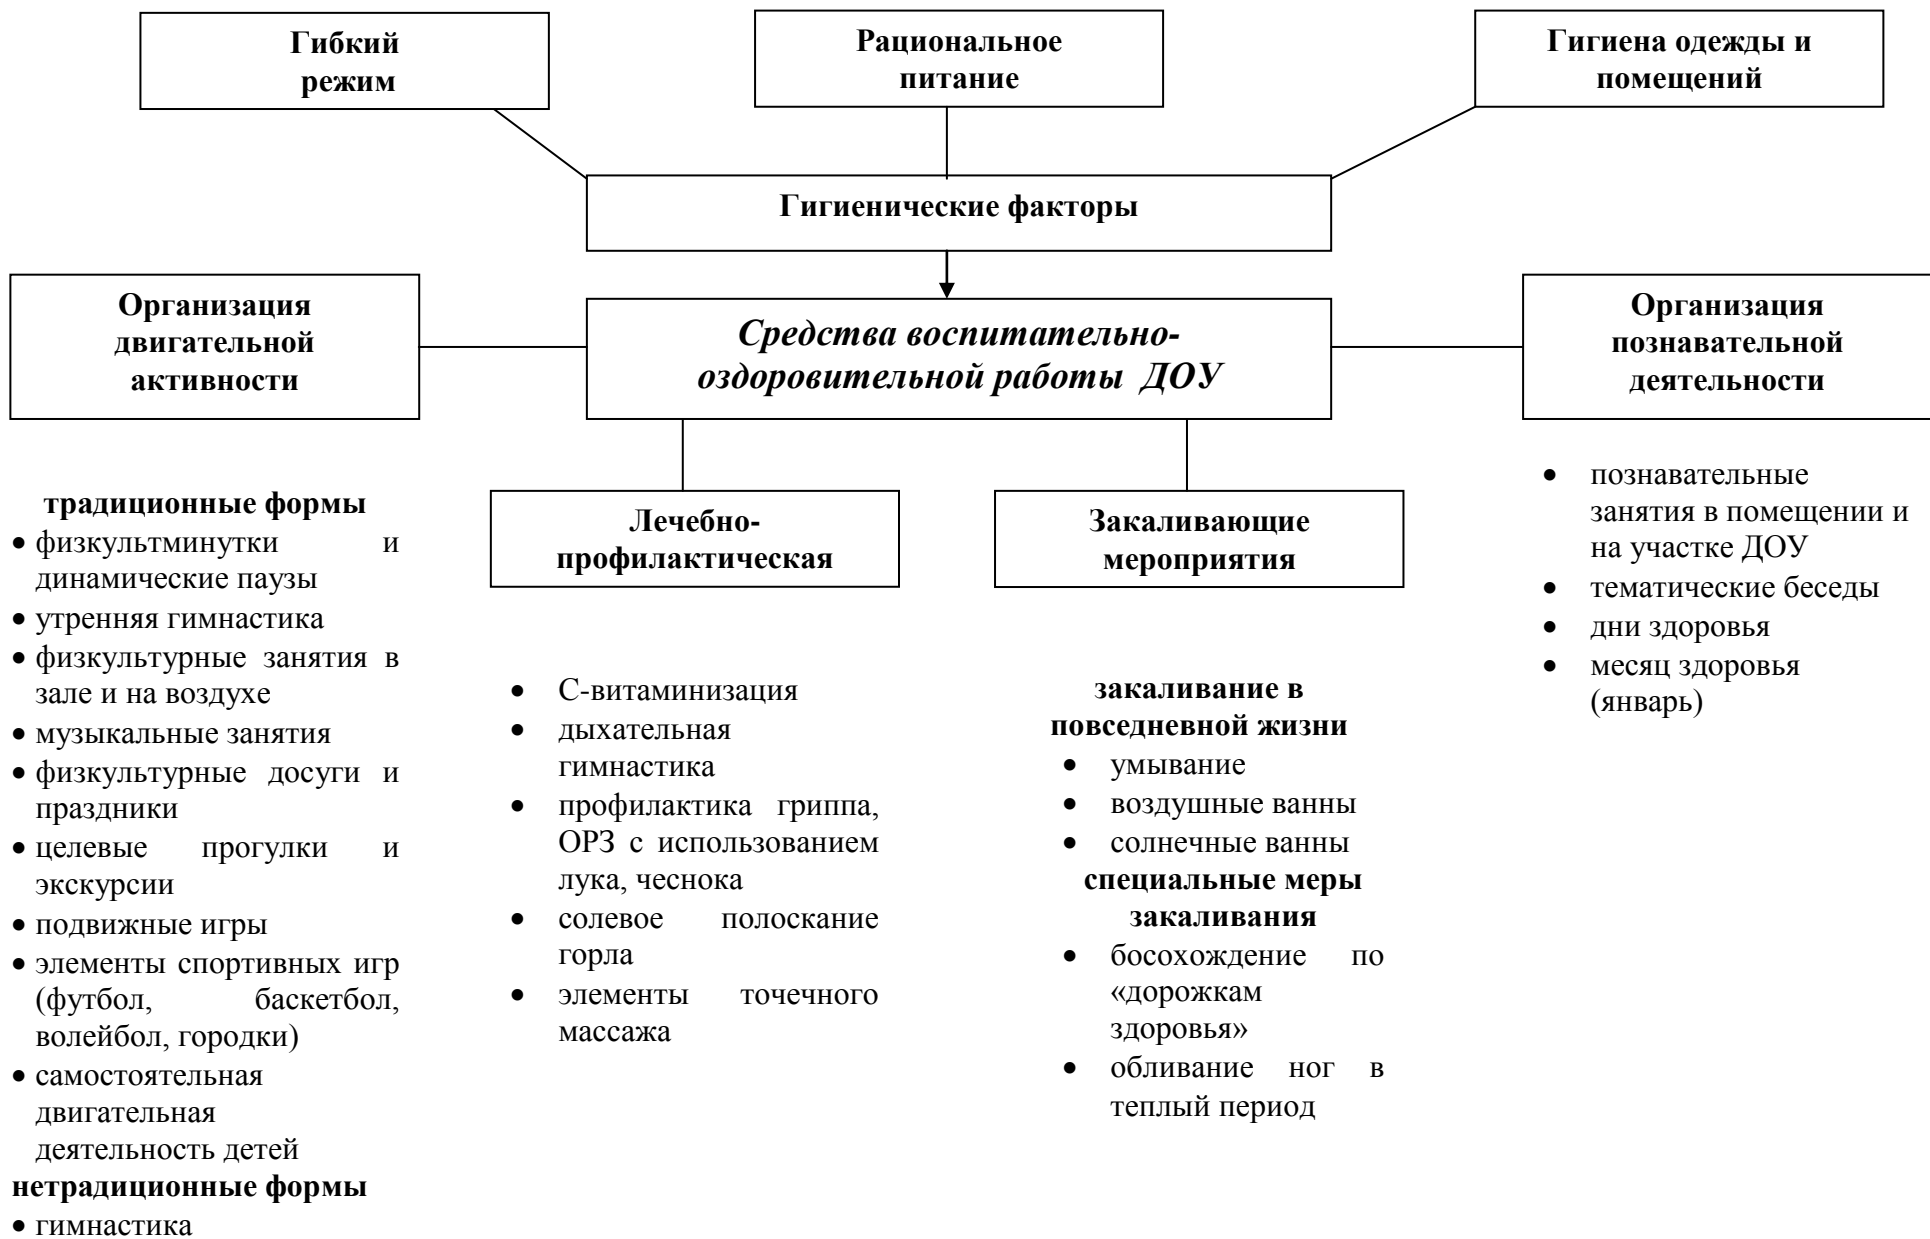 Гибкий
режим
Рациональное
питание
Гигиена одежды и
помещений
Гигиенические факторы
Организация
двигательной
активности
Средства воспитательно-
оздоровительной работы ДОУ
Организация
познавательной
деятельности
традиционные формы
• физкультминутки и
динамические паузы
• утренняя гимнастика
• физкультурные занятия в
зале и на воздухе
• музыкальные занятия
• физкультурные досуги и
праздники
• целевые прогулки и
экскурсии
• подвижные игры
• элементы спортивных игр
(футбол, баскетбол,
волейбол, городки)
• самостоятельная
двигательная
деятельность детей
нетрадиционные формы
• гимнастика
Лечебно-
профилактическая
• С-витаминизация
• дыхательная
гимнастика
• профилактика гриппа,
ОРЗ с использованием
лука, чеснока
• солевое полоскание
горла
• элементы точечного
массажа
Закаливающие
мероприятия
закаливание в
повседневной жизни
• умывание
• воздушные ванны
• солнечные ванны
специальные меры
закаливания
• босохождение по
«дорожкам
здоровья»
• обливание ног в
теплый период
• познавательные
занятия в помещении и
на участке ДОУ
• тематические беседы
• дни здоровья
• месяц здоровья
(январь)